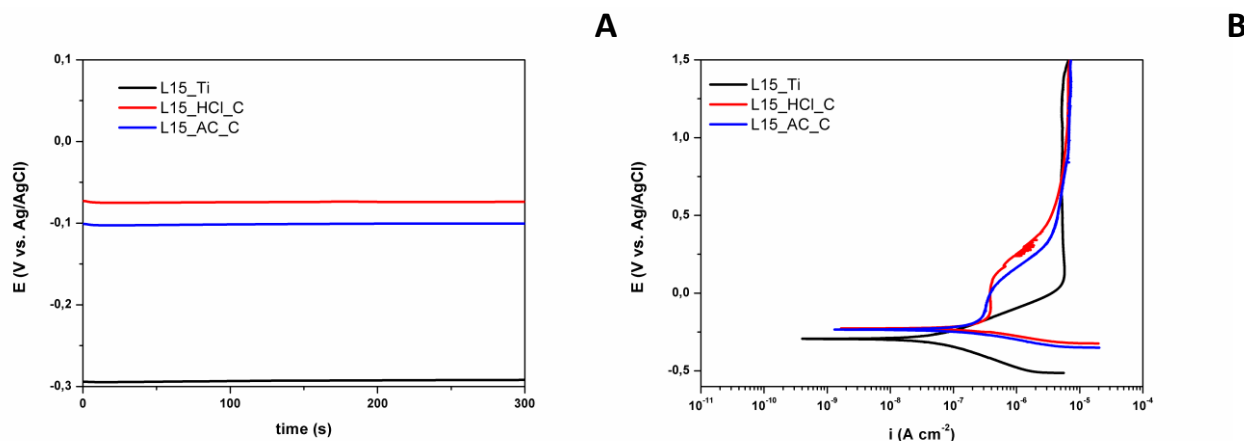 A
E (V vs. Ag/AgCl)
0,1
0,0
-0,1
-0,2
-0,3
L15_Ti
L15_HCl_C
L15_AC_C
0
100
200
300
time (s)
B
E (V vs. Ag/AgCl)
1,5
1,0
0,5
0,0
-0,5
L15_Ti
L15_HCl_C
L15_AC_C
10⁻¹¹
10⁻¹⁰
10⁻⁹
10⁻⁸
10⁻⁷
10⁻⁶
10⁻⁵
10⁻⁴
i (A cm⁻²)